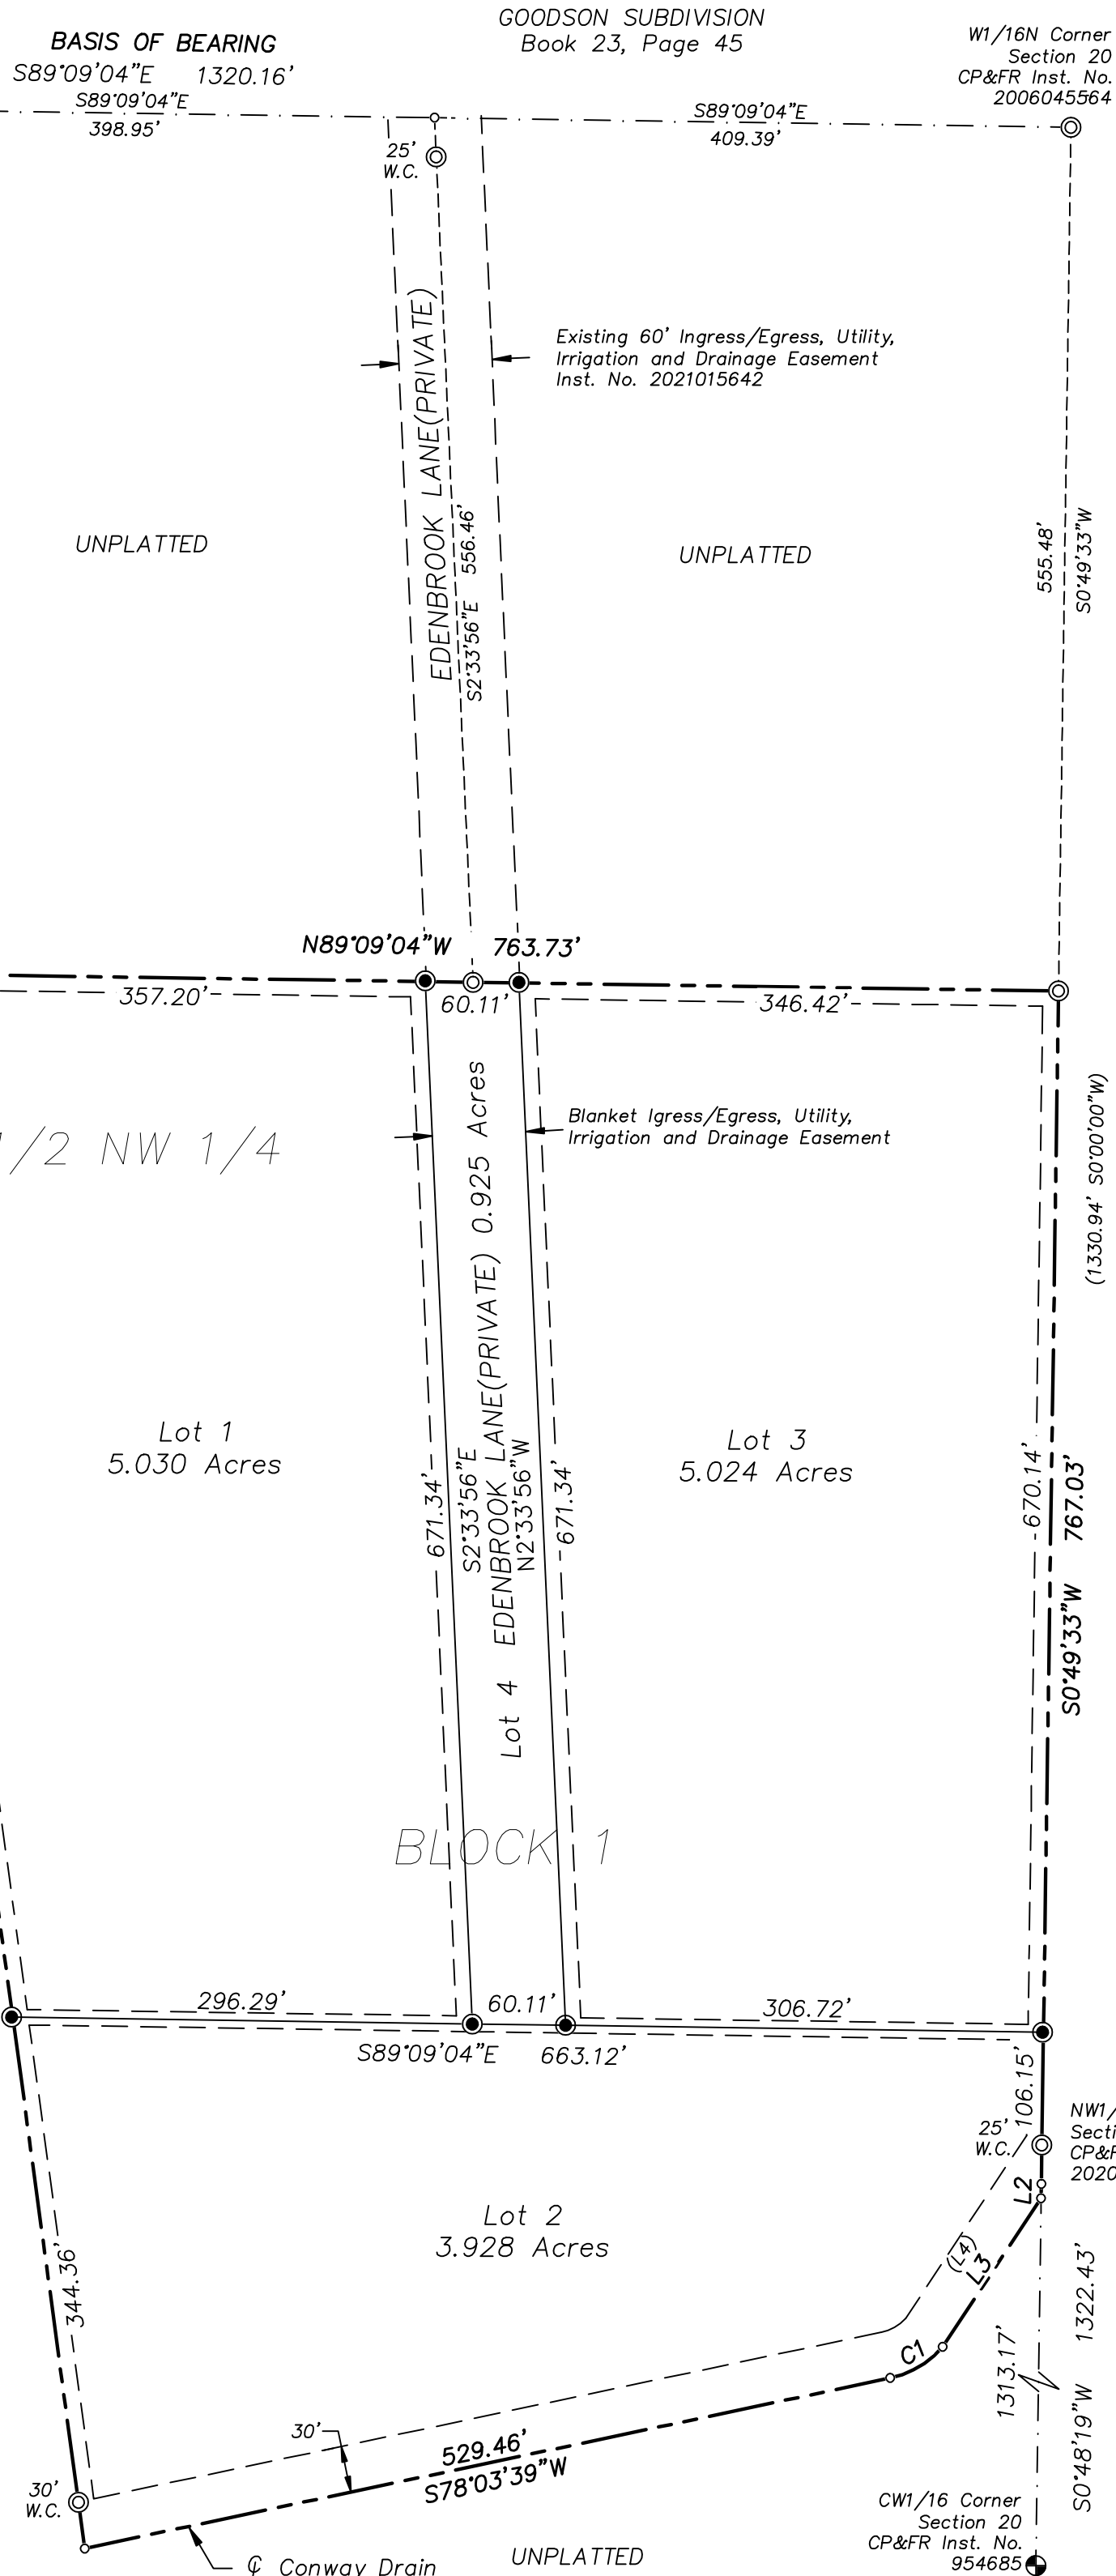 GOODSON SUBDIVISION
Book 23, Page 45
BASIS OF BEARING
S89°09'04"E 1320.16'
W1/16N Corner
Section 20
CP&FR Inst. No.
2006045564
S89°09'04"E
398.95'
S89°09'04"E
409.39'
25'
W.C.
EDENBROOK LANE(PRIVATE)
Existing 60' Ingress/Egress, Utility,
Irrigation and Drainage Easement
Inst. No. 2021015642
S2°33'56"E 556.46'
UNPLATTED
UNPLATTED
555.48'
S0°49'33"W
N89°09'04"W 763.73'
357.20'
60.11'
346.42'
1/2 NW 1/4
Blanket Igress/Egress, Utility,
Irrigation and Drainage Easement
(1330.94' S0°00'00"W)
Lot 1
5.030 Acres
Lot 3
5.024 Acres
671.34'
S2°33'56"E
Lot 4 EDENBROOK LANE(PRIVATE) 0.925 Acres
N2°33'56"W
671.34'
670.14'
S0°49'33"W 767.03'
BLOCK 1
296.29'
60.11'
306.72'
S89°09'04"E 663.12'
106.15'
25'
W.C.
NW1/
Secti
CP&F
2020
L2
Lot 2
3.928 Acres
(L4)
L3
C1
344.36'
1313.17'
S0°48'19"W 1322.43'
30'
529.46'
S78°03'39"W
30'
W.C.
CW1/16 Corner
Section 20
CP&FR Inst. No.
954685
℄ Conway Drain
UNPLATTED